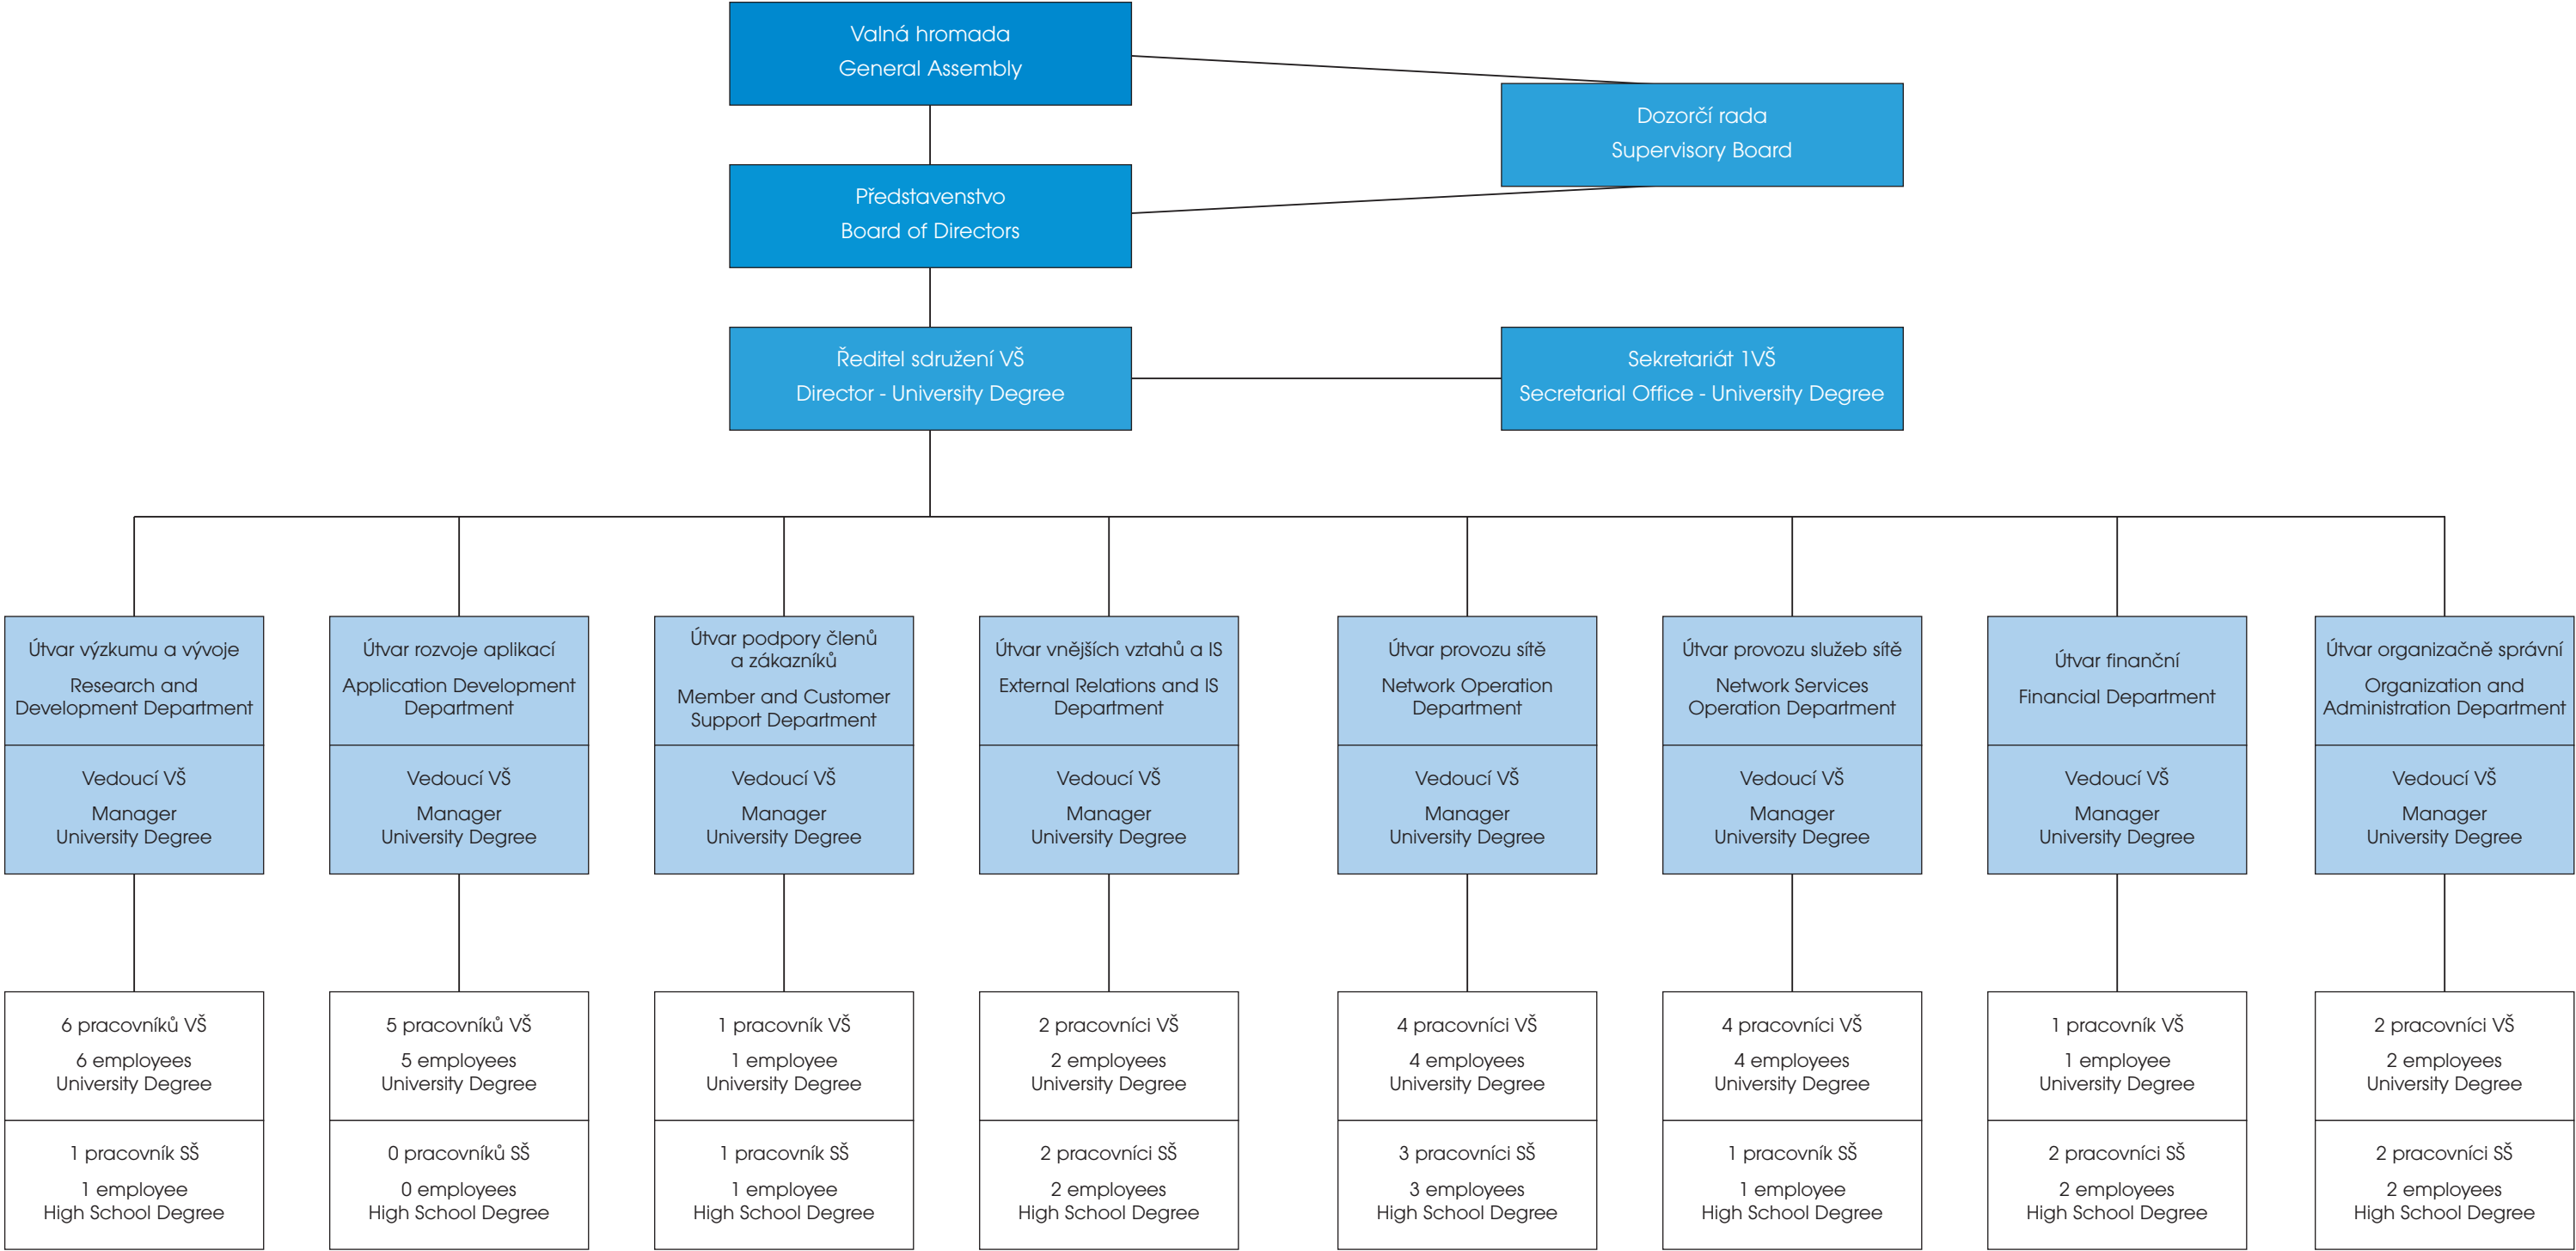 Valná hromada
General Assembly
Dozorčí rada
Supervisory Board
Představenstvo
Board of Directors
Ředitel sdružení VŠ
Director - University Degree
Sekretariát 1VŠ
Secretarial Office - University Degree
Útvar výzkumu a vývoje
Research and
Development Department
Vedoucí VŠ
Manager
University Degree
6 pracovníků VŠ
6 employees
University Degree
1 pracovník SŠ
1 employee
High School Degree
Útvar rozvoje aplikací
Application Development
Department
Vedoucí VŠ
Manager
University Degree
5 pracovníků VŠ
5 employees
University Degree
0 pracovníků SŠ
0 employees
High School Degree
Útvar podpory členů
a zákazníků
Member and Customer
Support Department
Vedoucí VŠ
Manager
University Degree
1 pracovník VŠ
1 employee
University Degree
1 pracovník SŠ
1 employee
High School Degree
Útvar vnějších vztahů a IS
External Relations and IS
Department
Vedoucí VŠ
Manager
University Degree
2 pracovníci VŠ
2 employees
University Degree
2 pracovníci SŠ
2 employees
High School Degree
Útvar provozu sítě
Network Operation
Department
Vedoucí VŠ
Manager
University Degree
4 pracovníci VŠ
4 employees
University Degree
3 pracovníci SŠ
3 employees
High School Degree
Útvar provozu služeb sítě
Network Services
Operation Department
Vedoucí VŠ
Manager
University Degree
4 pracovníci VŠ
4 employees
University Degree
1 pracovník SŠ
1 employee
High School Degree
Útvar finanční
Financial Department
Vedoucí VŠ
Manager
University Degree
1 pracovník VŠ
1 employee
University Degree
2 pracovníci SŠ
2 employees
High School Degree
Útvar organizačně správní
Organization and
Administration Department
Vedoucí VŠ
Manager
University Degree
2 pracovníci VŠ
2 employees
University Degree
2 pracovníci SŠ
2 employees
High School Degree